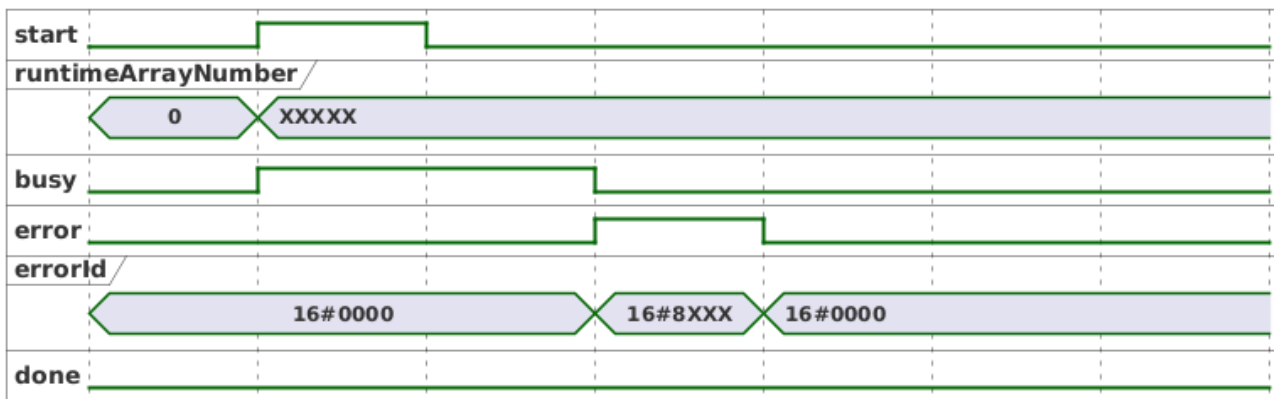 start
runtimeArrayNumber
0 XXXXX
busy
error
errorId
16#0000 16#8XXX 16#0000
done